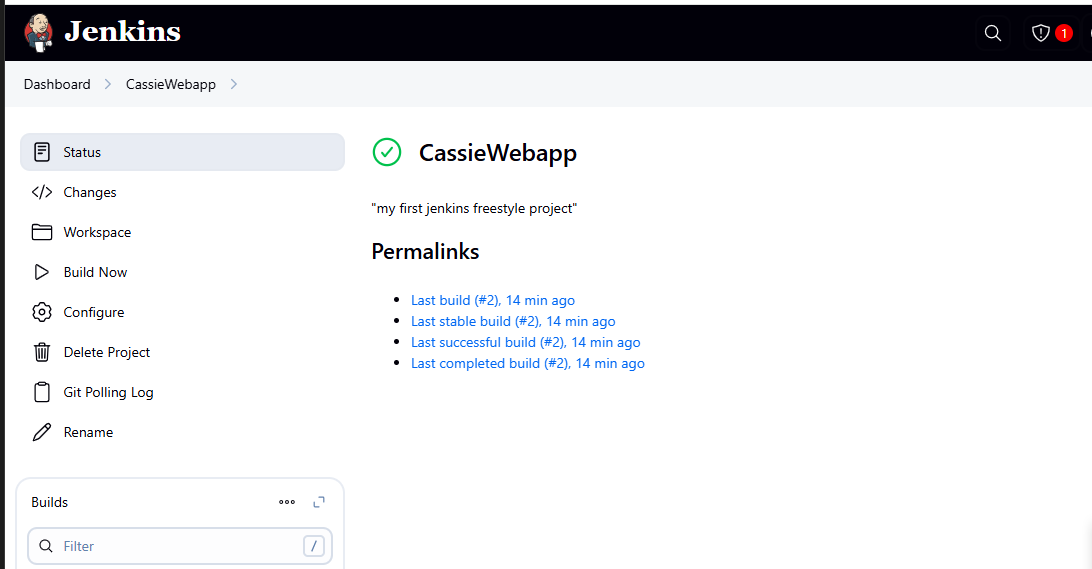 Jenkins
1
Dashboard > CassieWebapp >
Status
Changes
Workspace
Build Now
Configure
Delete Project
Git Polling Log
Rename
Builds
Filter /
CassieWebapp
"my first jenkins freestyle project"
Permalinks
Last build (#2), 14 min ago
Last stable build (#2), 14 min ago
Last successful build (#2), 14 min ago
Last completed build (#2), 14 min ago